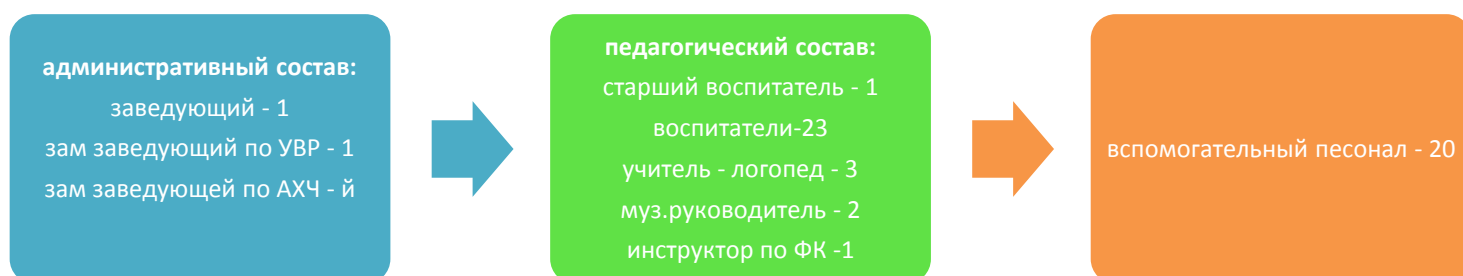 административный состав:
заведующий - 1
зам заведующий по УВР - 1
зам заведующей по АХЧ - й
педагогический состав:
старший воспитатель - 1
воспитатели-23
учитель - логопед - 3
муз.руководитель - 2
инструктор по ФК -1
вспомогательный песонал - 20